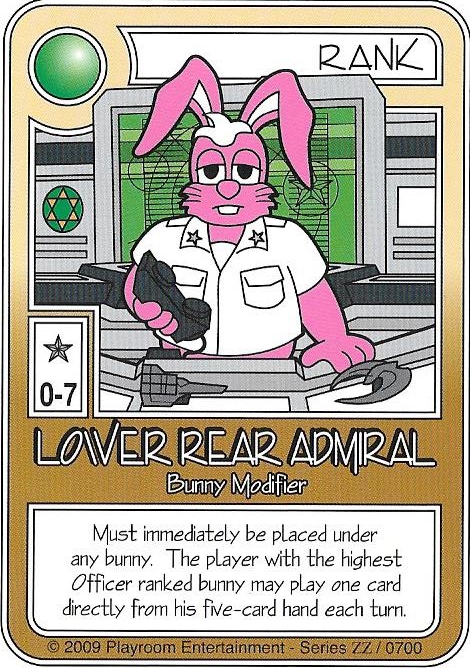 RANK
0-7
LOWER REAR ADMIRAL
Bunny Modifier
Must immediately be placed under
any bunny. The player with the highest
Officer ranked bunny may play one card
directly from his five-card hand each turn.
© 2009 Playroom Entertainment - Series ZZ / 0700